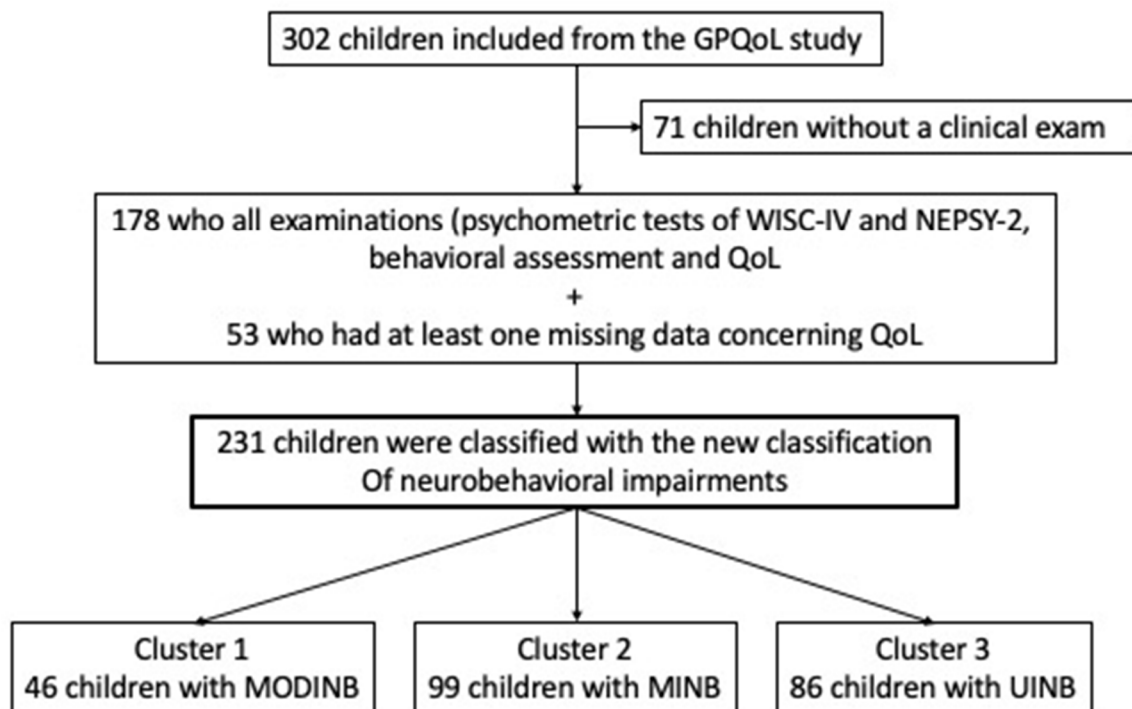 302 children included from the GPQoL study
71 children without a clinical exam
178 who all examinations (psychometric tests of WISC-IV and NEPSY-2,
behavioral assessment and QoL
+
53 who had at least one missing data concerning QoL
231 children were classified with the new classification
Of neurobehavioral impairments
Cluster 1
46 children with MODINB
Cluster 2
99 children with MINB
Cluster 3
86 children with UINB